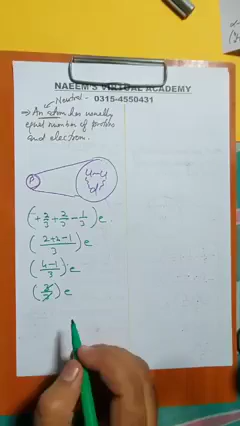 NAEEM'S VIRTUAL ACADEMY
Neutral - 0315-4550431
→ An atom has usually
equal number of protons
and electron.
P
u-u
d
(+2/3 + 2/3 - 1/3) e
(2+2-1/3) e
(4-1/3) e
(3/3) e